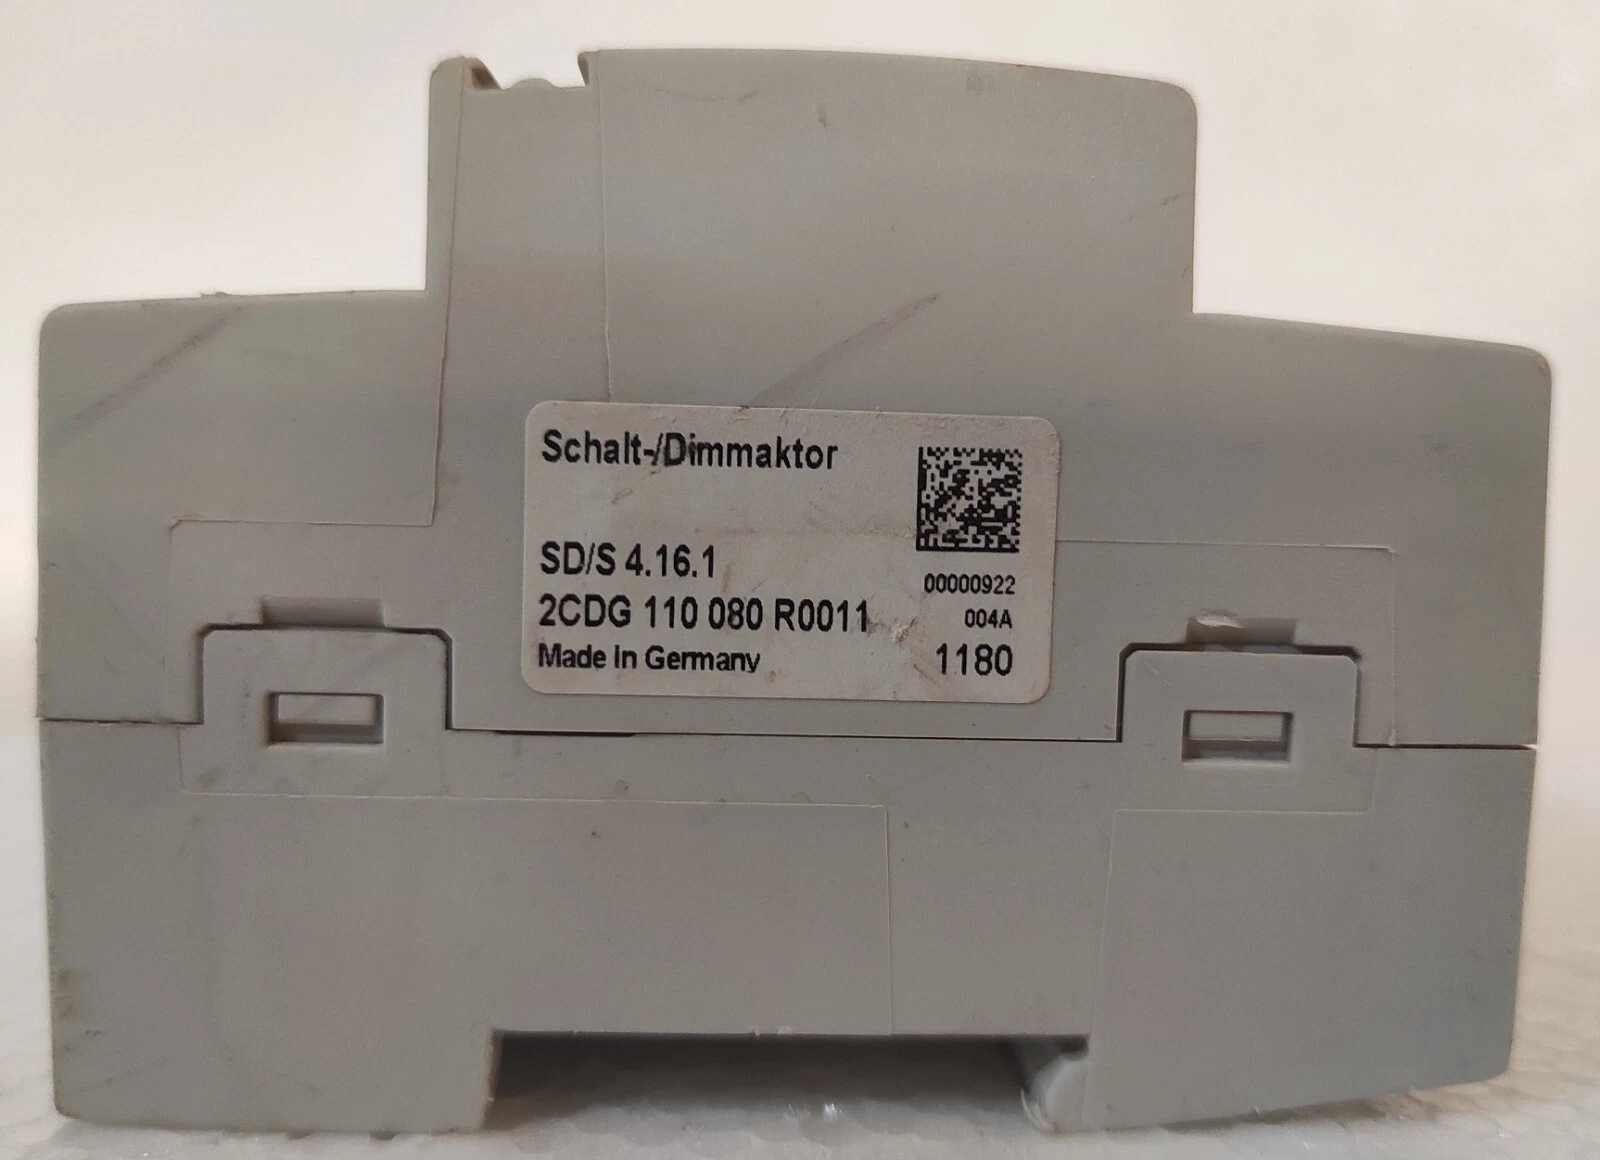 Schalt-/Dimmaktor
SD/S 4.16.1
00000922
2CDG 110 080 R0011
004A
Made in Germany
1180